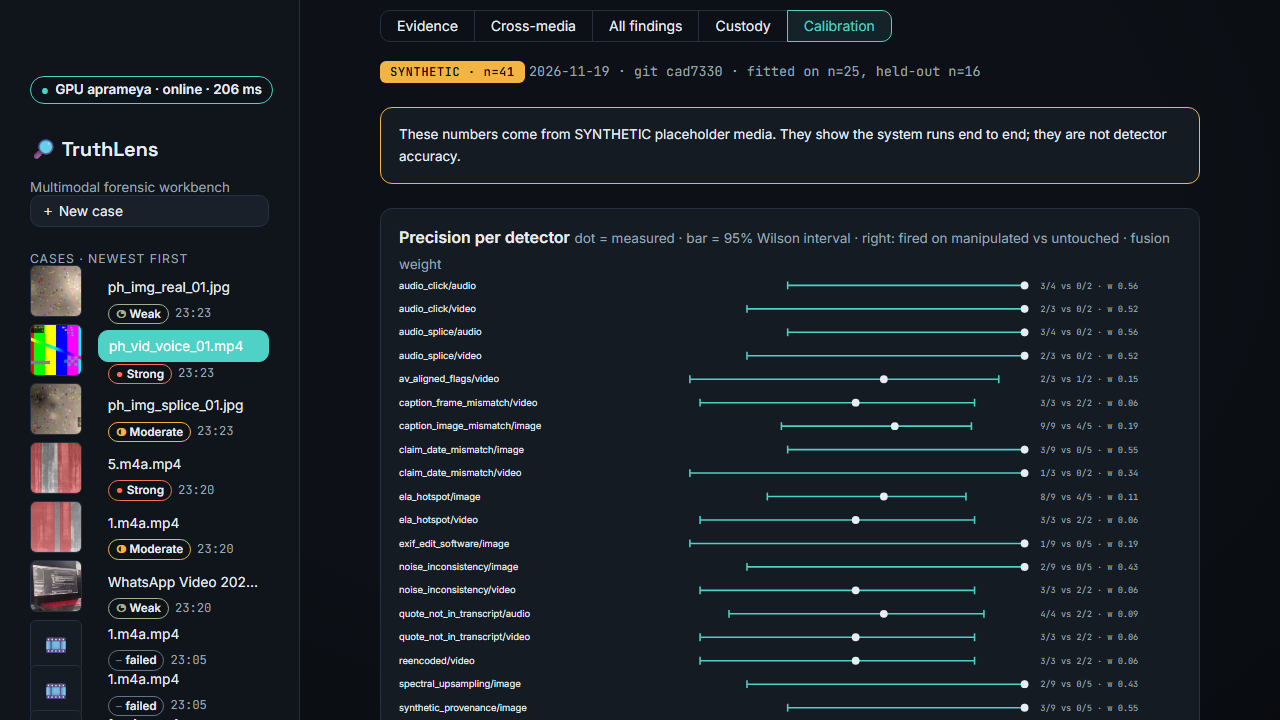 GPU aprameya · online · 206 ms
TruthLens
Multimodal forensic workbench
+ New case
CASES · NEWEST FIRST
ph_img_real_01.jpg
Weak 23:23
ph_vid_voice_01.mp4
Strong 23:23
ph_img_splice_01.jpg
Moderate 23:23
5.m4a.mp4
Strong 23:20
1.m4a.mp4
Moderate 23:20
WhatsApp Video 202...
Weak 23:20
1.m4a.mp4
– failed 23:05
1.m4a.mp4
– failed 23:05
Evidence Cross-media All findings Custody Calibration
SYNTHETIC · n=41 2026-11-19 · git cad7330 · fitted on n=25, held-out n=16
These numbers come from SYNTHETIC placeholder media. They show the system runs end to end; they are not detector
accuracy.
Precision per detector dot = measured · bar = 95% Wilson interval · right: fired on manipulated vs untouched · fusion
weight
audio_click/audio 3/4 vs 0/2 · w 0.56
audio_click/video 2/3 vs 0/2 · w 0.52
audio_splice/audio 3/4 vs 0/2 · w 0.56
audio_splice/video 2/3 vs 0/2 · w 0.52
av_aligned_flags/video 2/3 vs 1/2 · w 0.15
caption_frame_mismatch/video 3/3 vs 2/2 · w 0.06
caption_image_mismatch/image 9/9 vs 4/5 · w 0.19
claim_date_mismatch/image 3/9 vs 0/5 · w 0.55
claim_date_mismatch/video 1/3 vs 0/2 · w 0.34
ela_hotspot/image 8/9 vs 4/5 · w 0.11
ela_hotspot/video 3/3 vs 2/2 · w 0.06
exif_edit_software/image 1/9 vs 0/5 · w 0.19
noise_inconsistency/image 2/9 vs 0/5 · w 0.43
noise_inconsistency/video 3/3 vs 2/2 · w 0.06
quote_not_in_transcript/audio 4/4 vs 2/2 · w 0.09
quote_not_in_transcript/video 3/3 vs 2/2 · w 0.06
reencoded/video 3/3 vs 2/2 · w 0.06
spectral_upsampling/image 2/9 vs 0/5 · w 0.43
synthetic_provenance/image 3/9 vs 0/5 · w 0.55